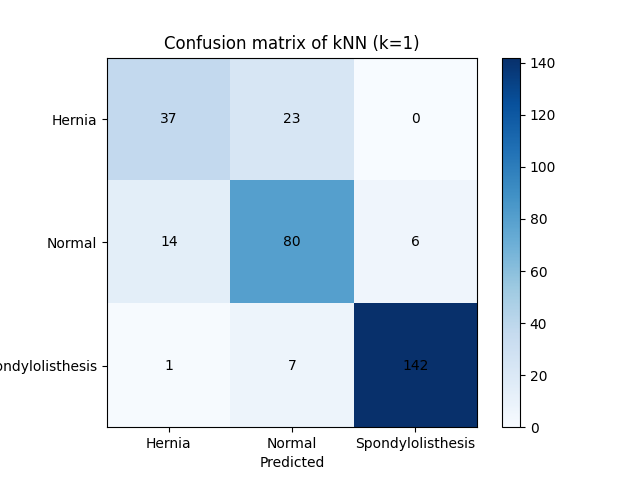 Confusion matrix of kNN (k=1)
Hernia 37 23 0
Normal 14 80 6
ondylolisthesis 1 7 142
Hernia Normal Spondylolisthesis
Predicted
140
120
100
80
60
40
20
0